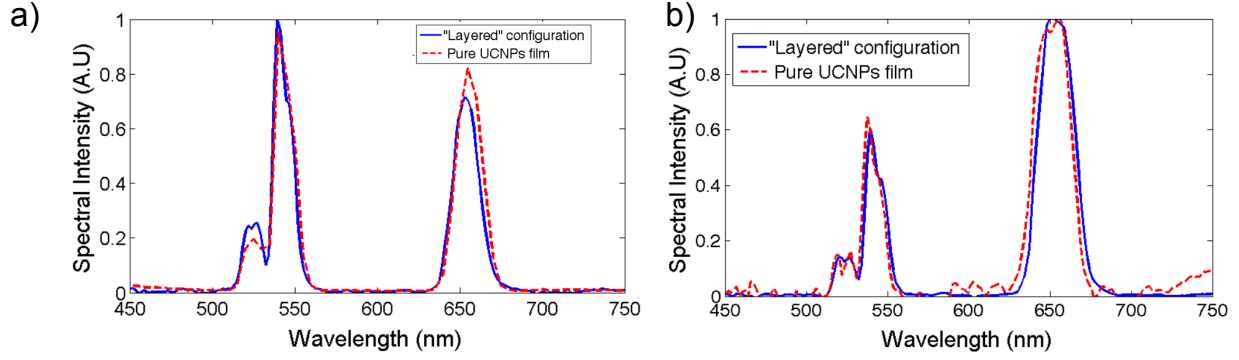 a)
Spectral Intensity (A.U)
1
0.8
0.6
0.4
0.2
0
450 500 550 600 650 700 750
Wavelength (nm)
"Layered" configuration
Pure UCNPs film
b)
Spectral Intensity (A.U)
1
0.8
0.6
0.4
0.2
0
450 500 550 600 650 700 750
Wavelength (nm)
"Layered" configuration
Pure UCNPs film